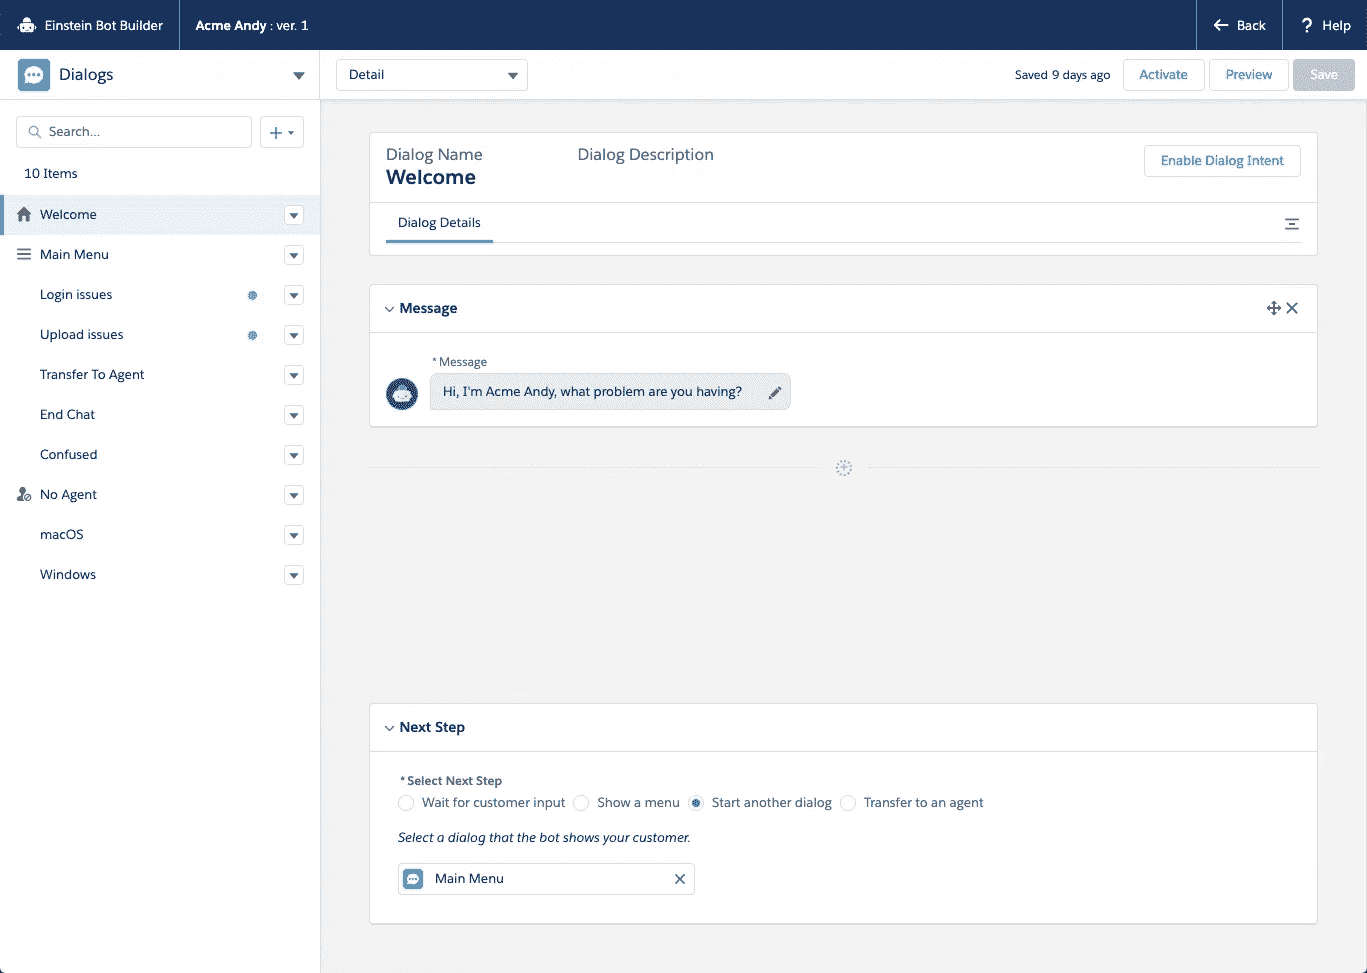 Einstein Bot Builder
Acme Andy : ver. 1
Back
? Help
Dialogs
Detail
Saved 9 days ago
Activate
Preview
Save
Search...
10 Items
Welcome
Main Menu
Login issues
Upload issues
Transfer To Agent
End Chat
Confused
No Agent
macOS
Windows
Dialog Name
Welcome
Dialog Description
Enable Dialog Intent
Dialog Details
Message
* Message
Hi, I'm Acme Andy, what problem are you having?
Next Step
* Select Next Step
Wait for customer input
Show a menu
Start another dialog
Transfer to an agent
Select a dialog that the bot shows your customer.
Main Menu